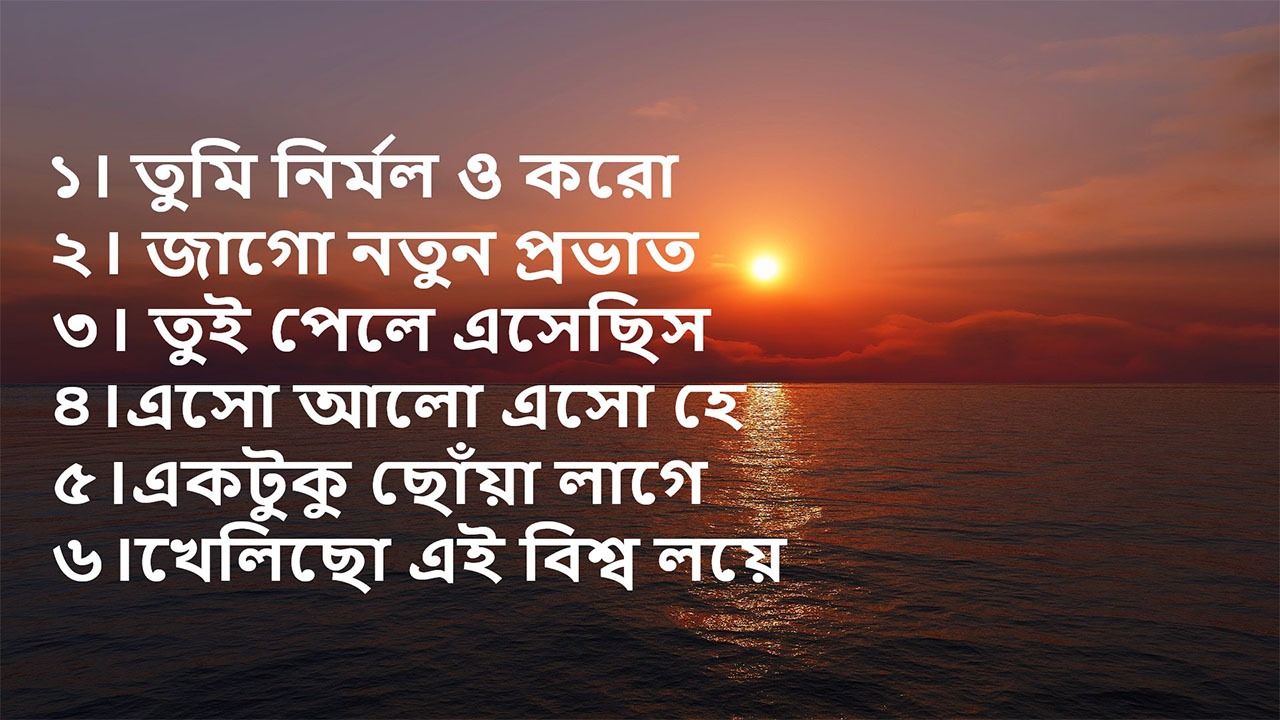 ১। তুমি নির্মল ও করো
২। জাগো নতুন প্রভাত
৩। তুই পেলে এসেছিস
৪।এসো আলো এসো হে
৫।একটুকু ছোঁয়া লাগে
৬।খেলিছো এই বিশ্ব লয়ে